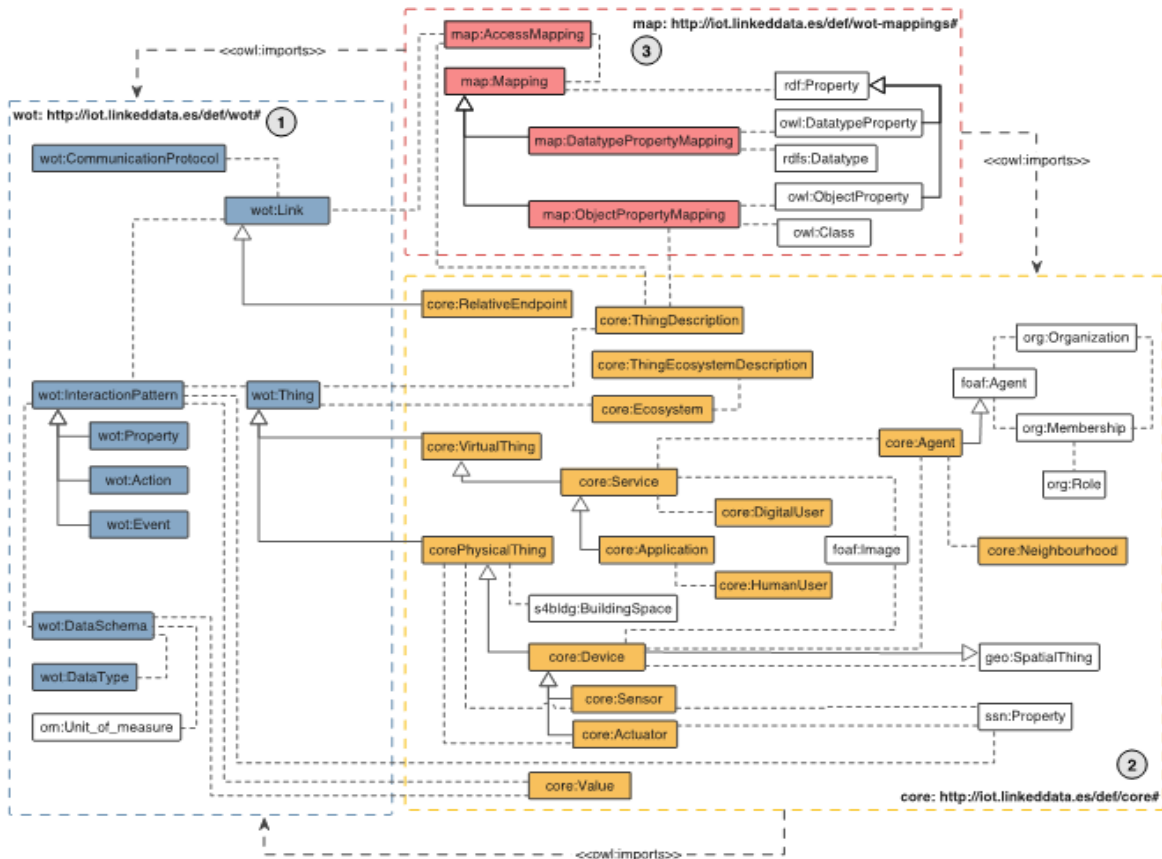 map: http://iot.linkeddata.es/def/wot-mappings#
3
map:AccessMapping
<<owl:imports>>
map:Mapping
rdf:Property
wot: http://iot.linkeddata.es/def/wot#
1
owl:DatatypeProperty
map:DatatypePropertyMapping
rdfs:Datatype
<<owl:imports>>
wot:CommunicationProtocol
owl:ObjectProperty
wot:Link
map:ObjectPropertyMapping
owl:Class
core:RelativeEndpoint
core:ThingDescription
org:Organization
core:ThingEcosystemDescription
foaf:Agent
wot:InteractionPattern
wot:Thing
core:Ecosystem
org:Membership
wot:Property
core:VirtualThing
core:Agent
wot:Action
core:Service
org:Role
core:DigitalUser
wot:Event
corePhysicalThing
core:Application
foaf:Image
core:Neighbourhood
core:HumanUser
s4bldg:BuildingSpace
wot:DataSchema
core:Device
geo:SpatialThing
wot:DataType
core:Sensor
ssn:Property
om:Unit_of_measure
core:Actuator
2
core:Value
core: http://iot.linkeddata.es/def/core#
<<owl:imports>>